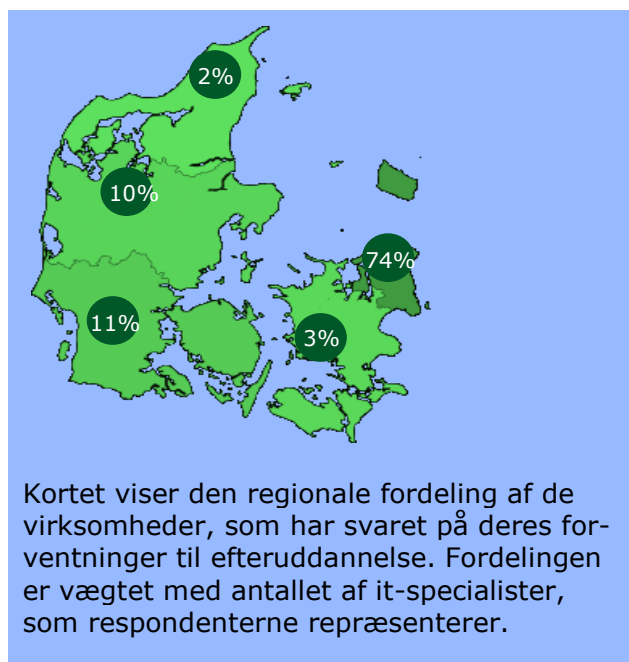 2%
10%
74%
11%
3%
Kortet viser den regionale fordeling af de
virksomheder, som har svaret på deres for-
ventninger til efteruddannelse. Fordelingen
er vægtet med antallet af it-specialister,
som respondenterne repræsenterer.